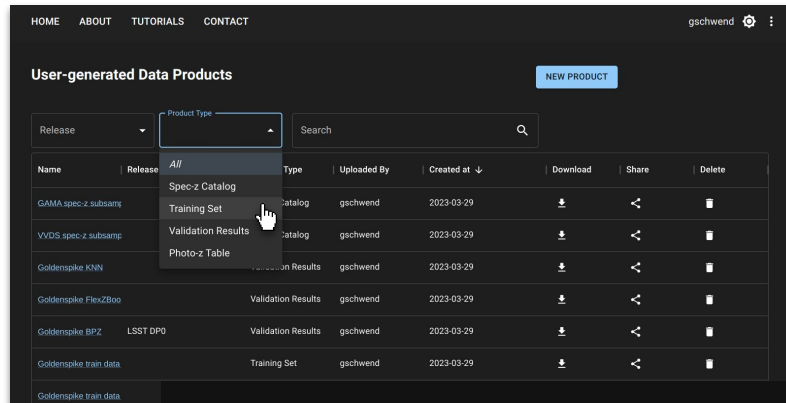 HOME ABOUT TUTORIALS CONTACT gschwend
User-generated Data Products NEW PRODUCT
Product Type
Release Search
All
Name Release Type Uploaded By Created at Download Share Delete
Spec-z Catalog
GAMA spec-z subsamp Catalog gschwend 2023-03-29
Training Set
VVDS spec-z subsamp Catalog gschwend 2023-03-29
Validation Results
Photo-z Table
Goldenspike KNN Validation Results gschwend 2023-03-29
Goldenspike FlexZBoo Validation Results gschwend 2023-03-29
Goldenspike BPZ LSST DP0 Validation Results gschwend 2023-03-29
Goldenspike train data Training Set gschwend 2023-03-29
Goldenspike train data